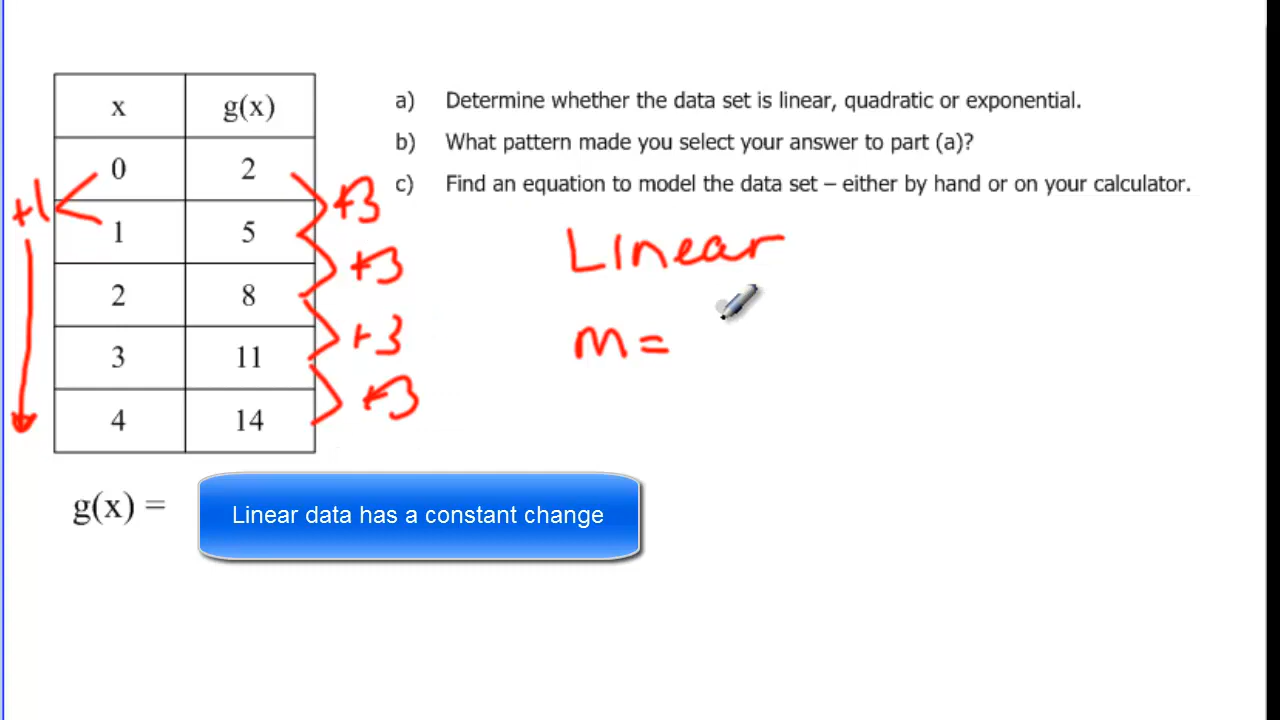 x g(x)
0 2
1 5
2 8
3 11
4 14
+1
+3
+3
+3
+3
a) Determine whether the data set is linear, quadratic or exponential.
b) What pattern made you select your answer to part (a)?
c) Find an equation to model the data set – either by hand or on your calculator.
Linear
m =
g(x) =
Linear data has a constant change